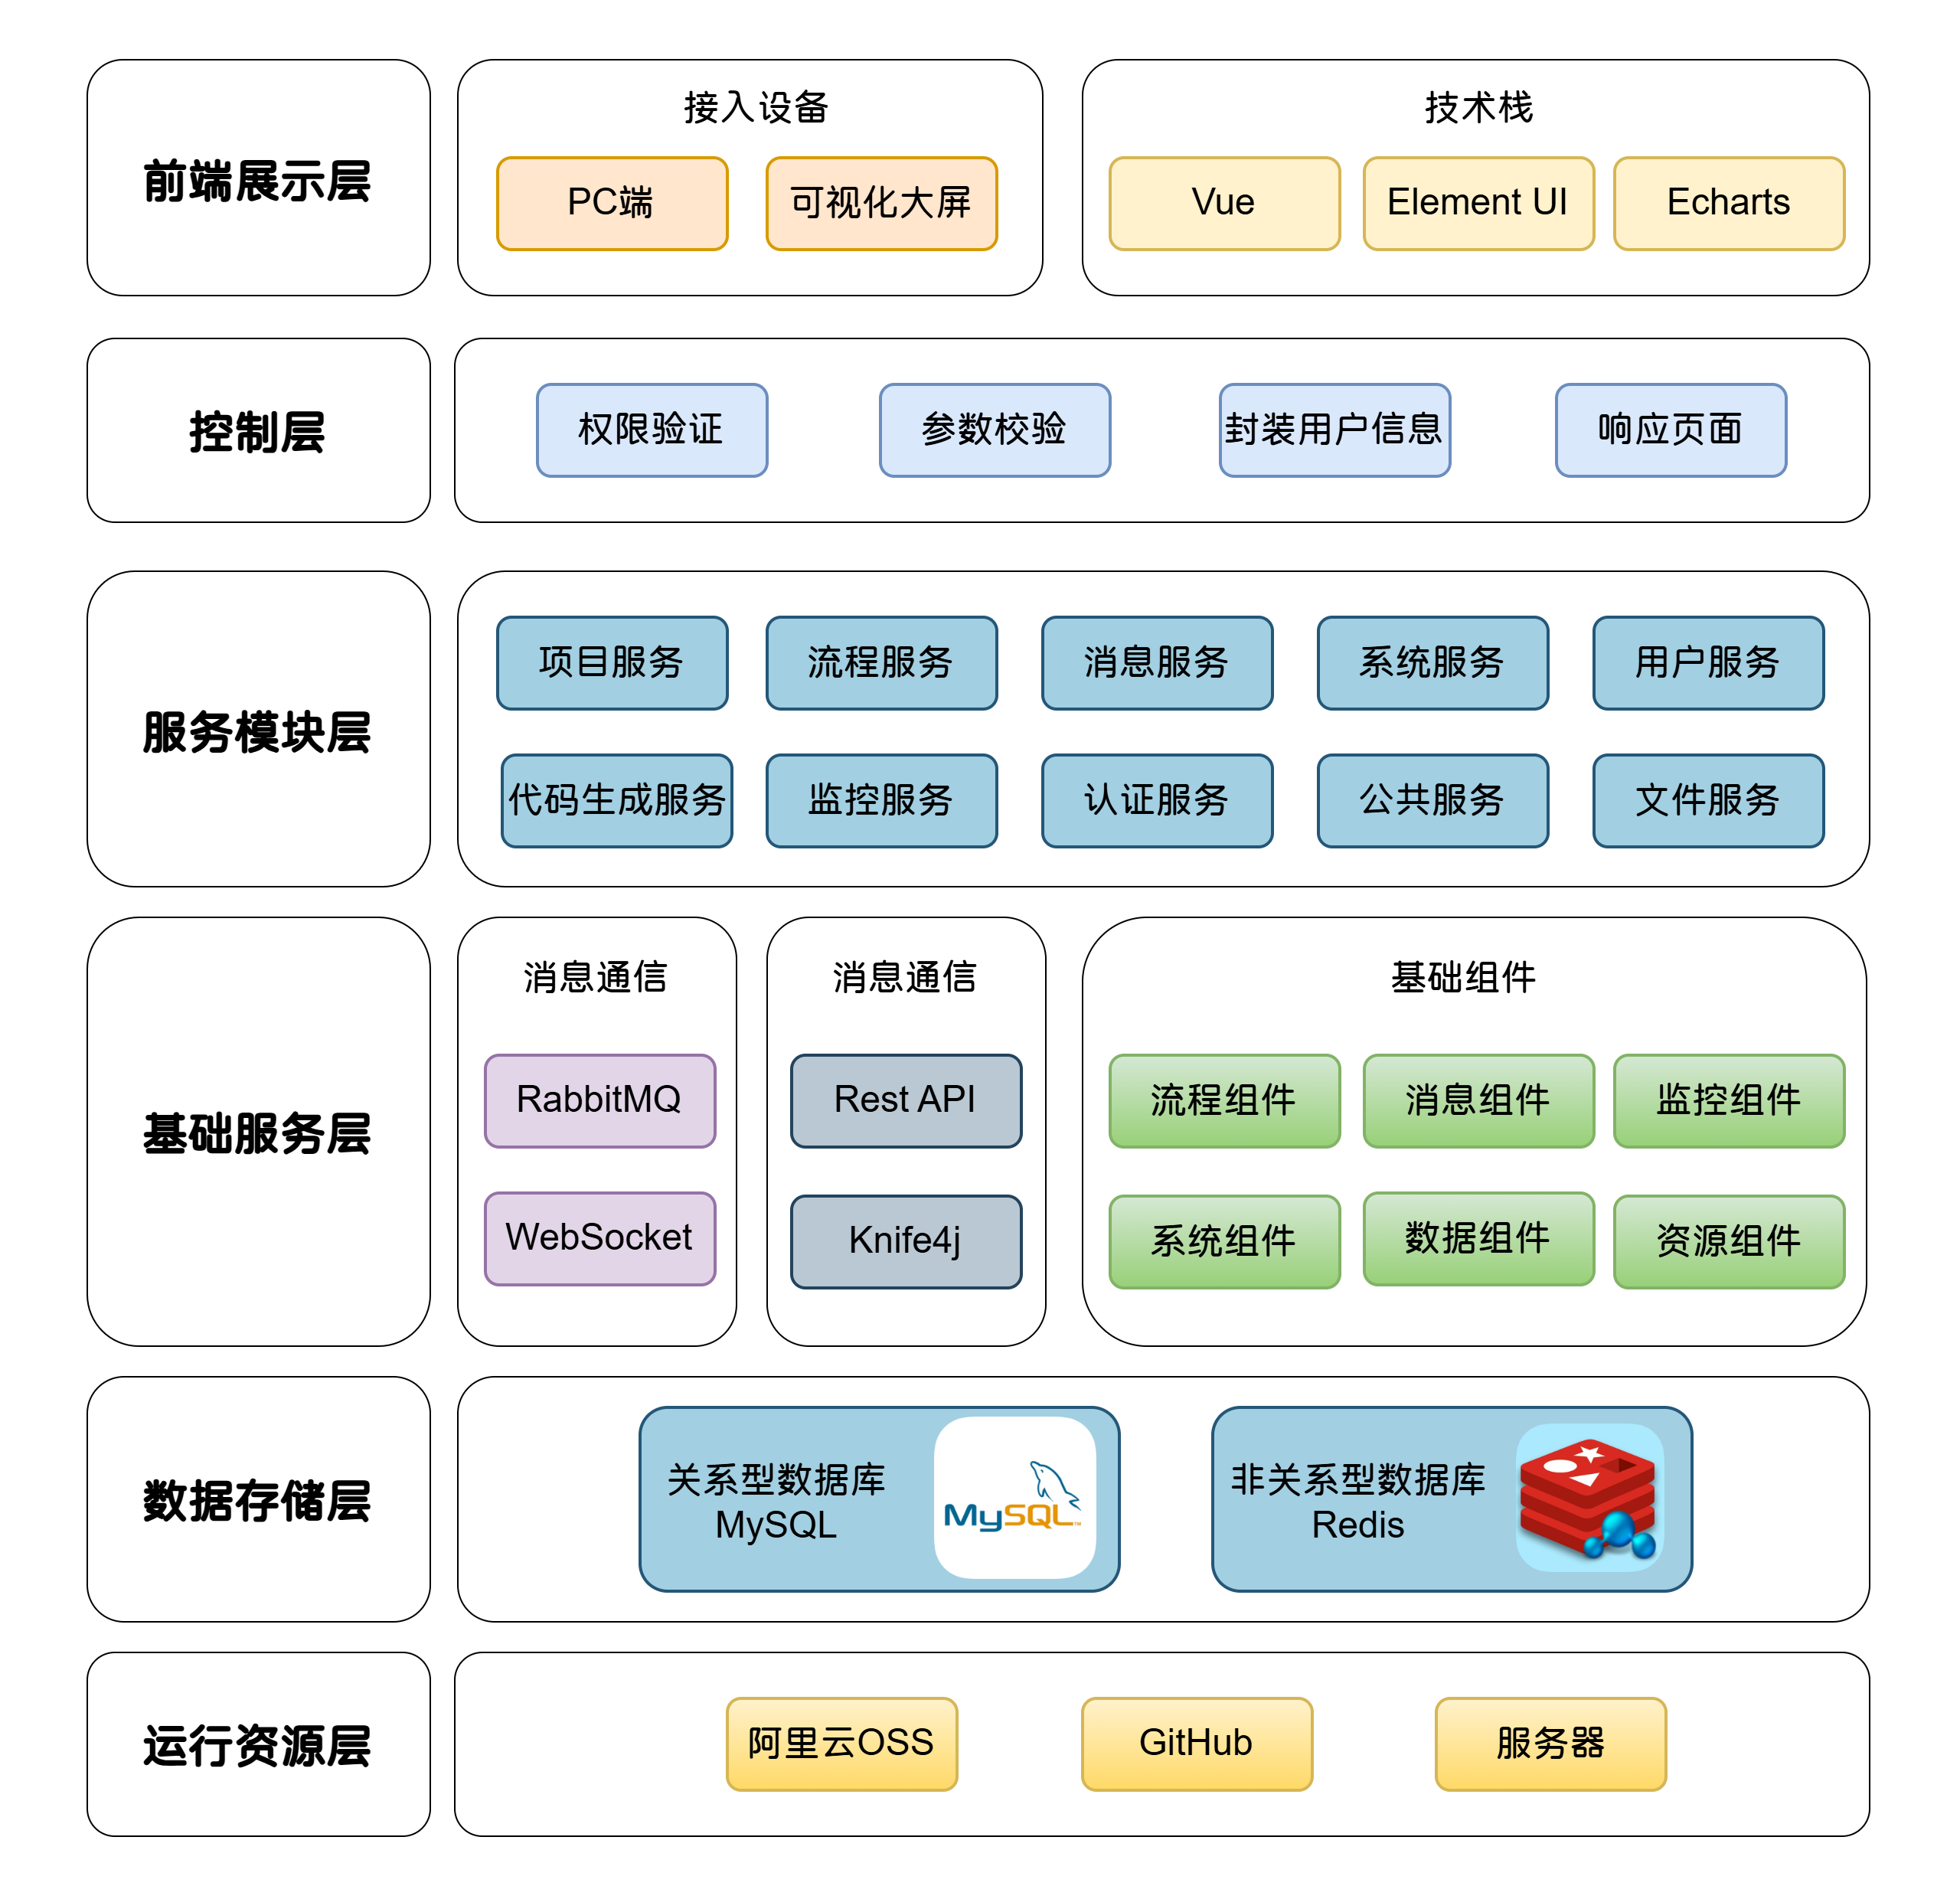 前端展示层
接入设备
PC端
可视化大屏
技术栈
Vue
Element UI
Echarts
控制层
权限验证
参数校验
封装用户信息
响应页面
服务模块层
项目服务
流程服务
消息服务
系统服务
用户服务
代码生成服务
监控服务
认证服务
公共服务
文件服务
基础服务层
消息通信
RabbitMQ
WebSocket
消息通信
Rest API
Knife4j
基础组件
流程组件
消息组件
监控组件
系统组件
数据组件
资源组件
数据存储层
关系型数据库
MySQL
MySQL™
非关系型数据库
Redis
运行资源层
阿里云OSS
GitHub
服务器